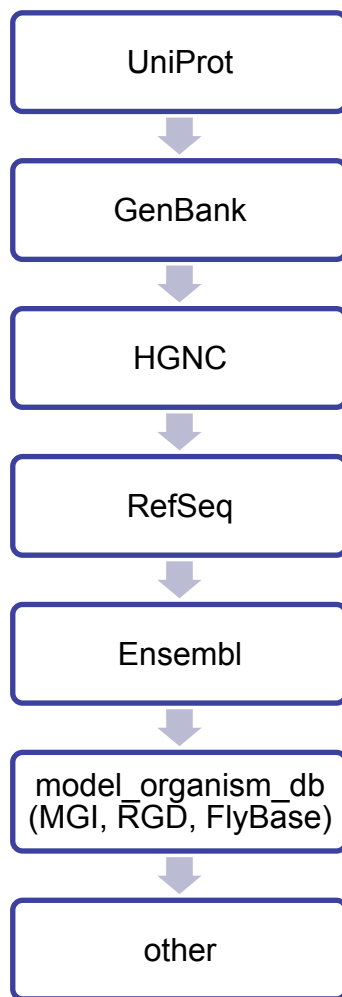 UniProt
GenBank
HGNC
RefSeq
Ensembl
model_organism_db
(MGI, RGD, FlyBase)
other